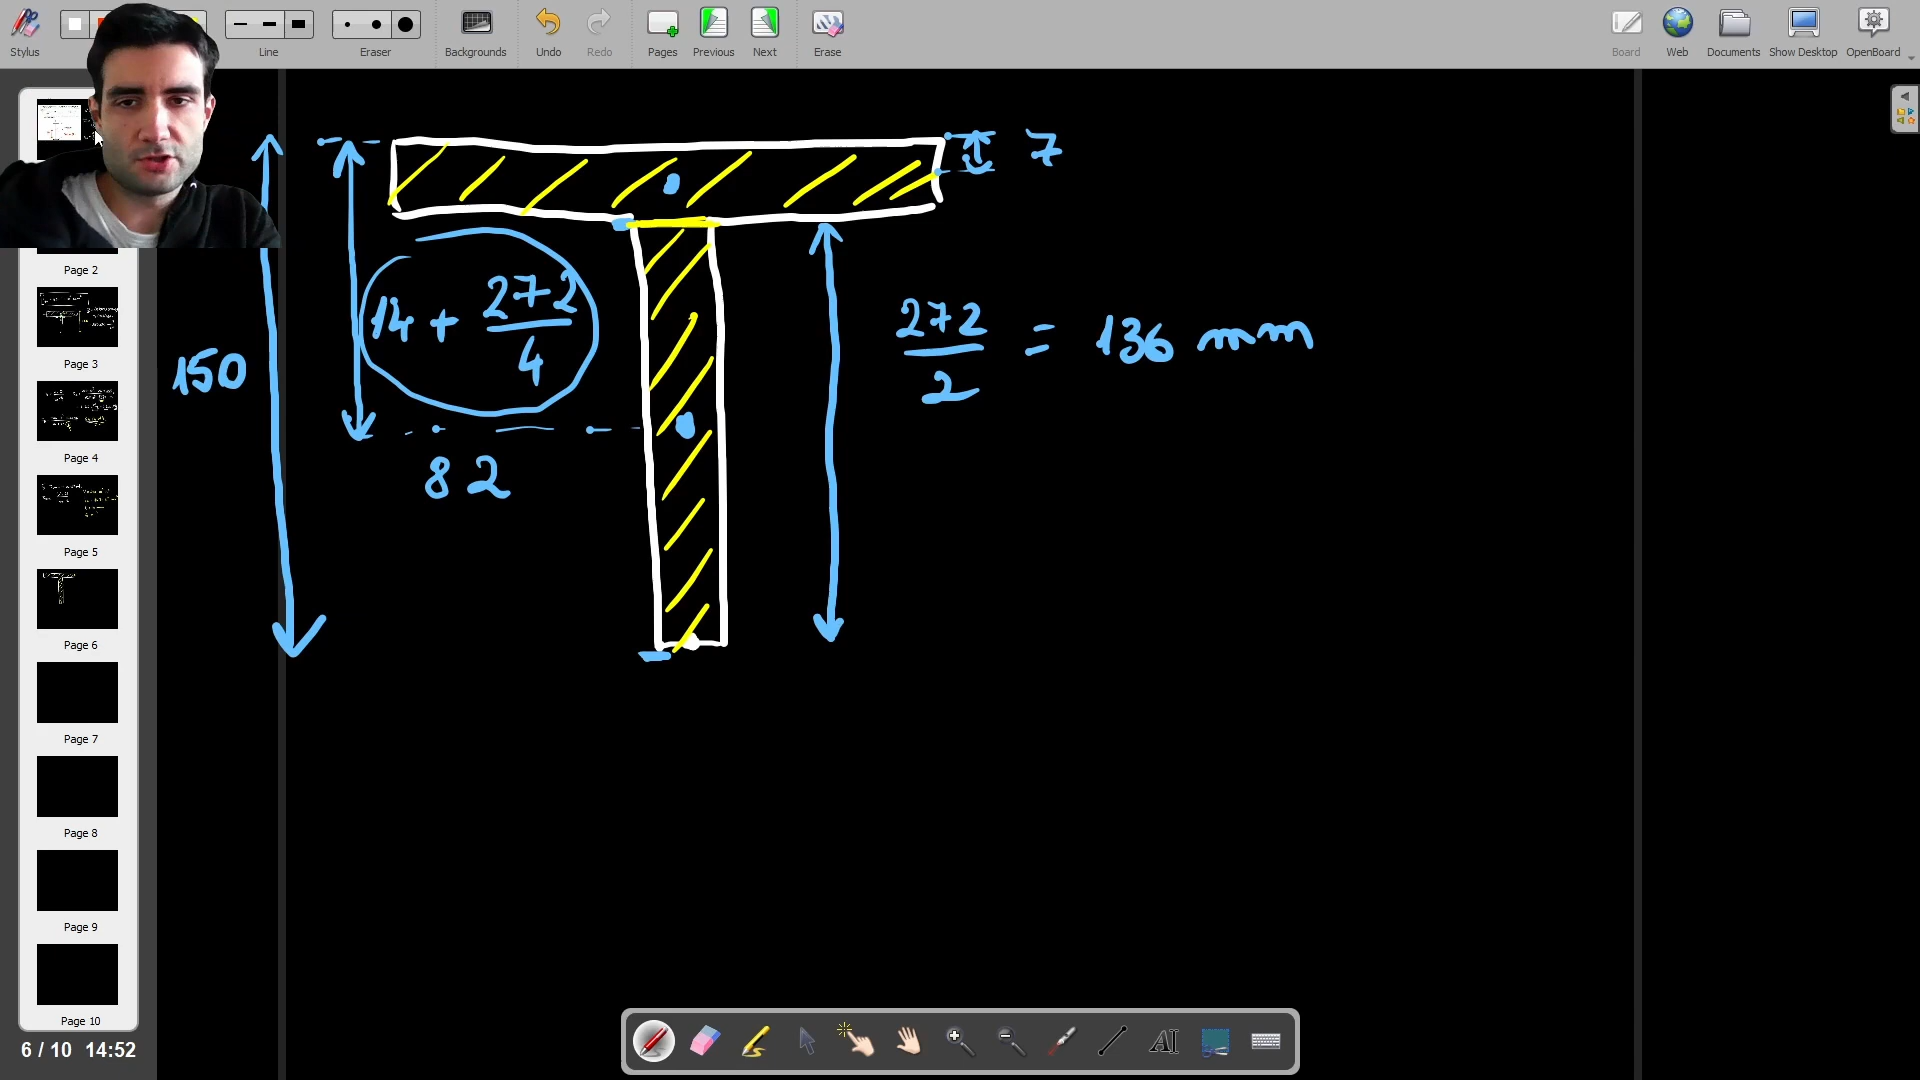 Stylus
Line
Eraser
Backgrounds
Undo
Redo
Pages
Previous
Next
Erase
Board
Web
Documents
Show Desktop
OpenBoard
Page 2
Page 3
Page 4
Page 5
Page 6
Page 7
Page 8
Page 9
Page 10
6 / 10 14:52
7
14 + 272/4
272/2 = 136 mm
150
82
AI